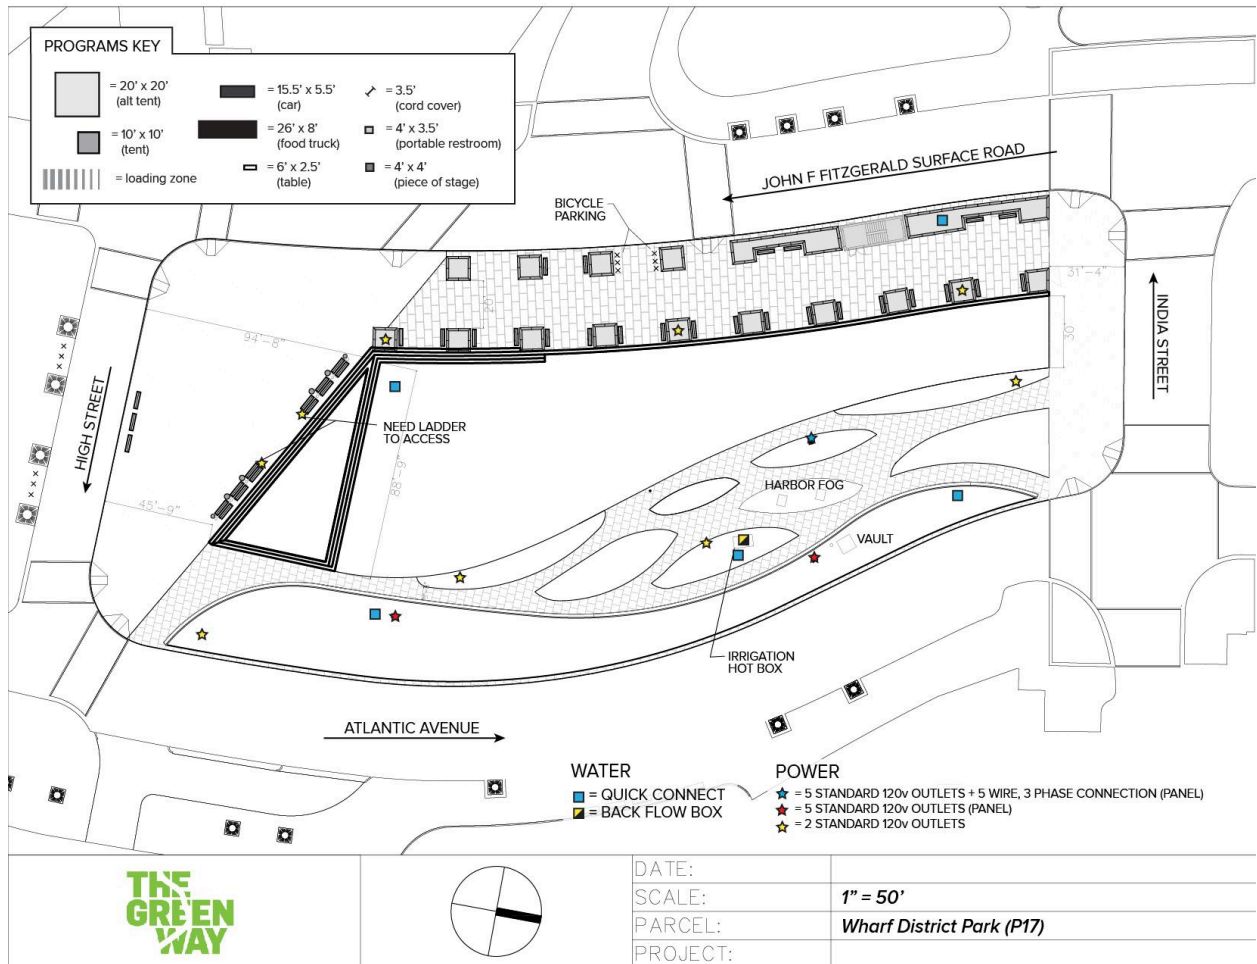 PROGRAMS KEY
= 20' x 20'
(alt tent)
= 10' x 10'
(tent)
= loading zone
= 15.5' x 5.5'
(car)
= 26' x 8'
(food truck)
= 6' x 2.5'
(table)
= 3.5'
(cord cover)
= 4' x 3.5'
(portable restroom)
= 4' x 4'
(piece of stage)
JOHN F FITZGERALD SURFACE ROAD
BICYCLE
PARKING
31'-4"
INDIA STREET
30'
94'-8"
HIGH STREET
NEED LADDER
TO ACCESS
88'-9"
45'-9"
HARBOR FOG
VAULT
IRRIGATION
HOT BOX
ATLANTIC AVENUE
WATER
= QUICK CONNECT
= BACK FLOW BOX
POWER
= 5 STANDARD 120v OUTLETS + 5 WIRE, 3 PHASE CONNECTION (PANEL)
= 5 STANDARD 120v OUTLETS (PANEL)
= 2 STANDARD 120v OUTLETS
THE
GREEN
WAY
DATE:
SCALE: 1" = 50'
PARCEL: Wharf District Park (P17)
PROJECT: